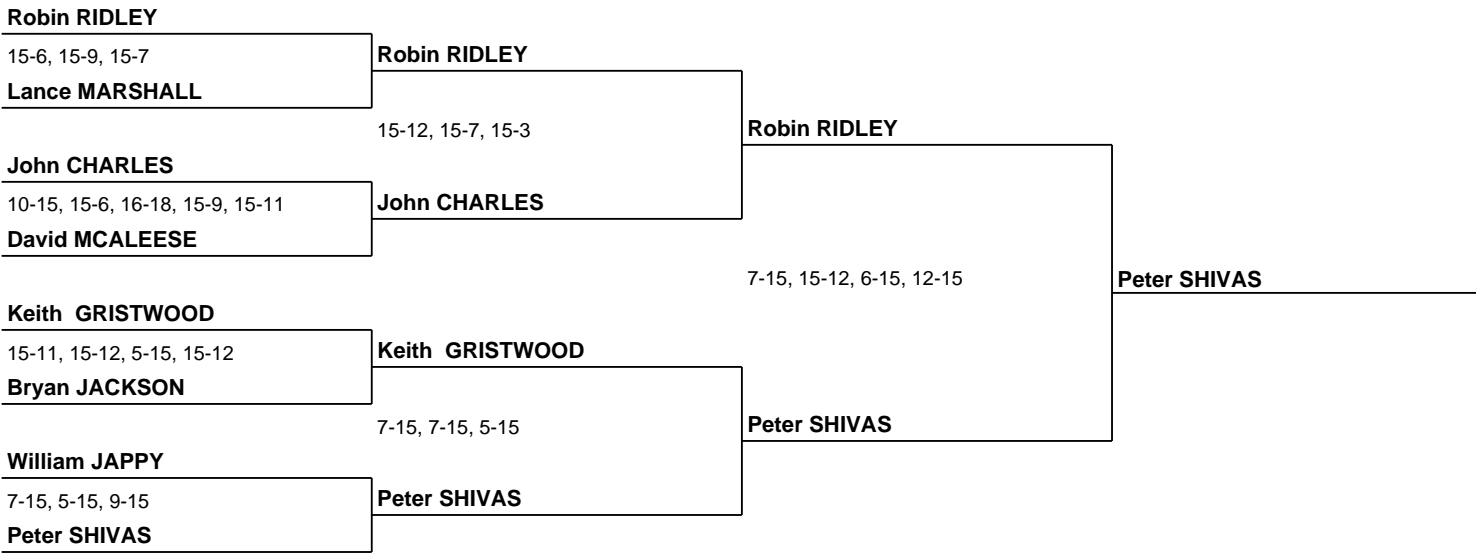 Robin RIDLEY
15-6, 15-9, 15-7
Robin RIDLEY
Lance MARSHALL
15-12, 15-7, 15-3
Robin RIDLEY
John CHARLES
10-15, 15-6, 16-18, 15-9, 15-11
John CHARLES
David MCALEESE
7-15, 15-12, 6-15, 12-15
Peter SHIVAS
Keith  GRISTWOOD
15-11, 15-12, 5-15, 15-12
Keith  GRISTWOOD
Bryan JACKSON
7-15, 7-15, 5-15
Peter SHIVAS
William JAPPY
7-15, 5-15, 9-15
Peter SHIVAS
Peter SHIVAS